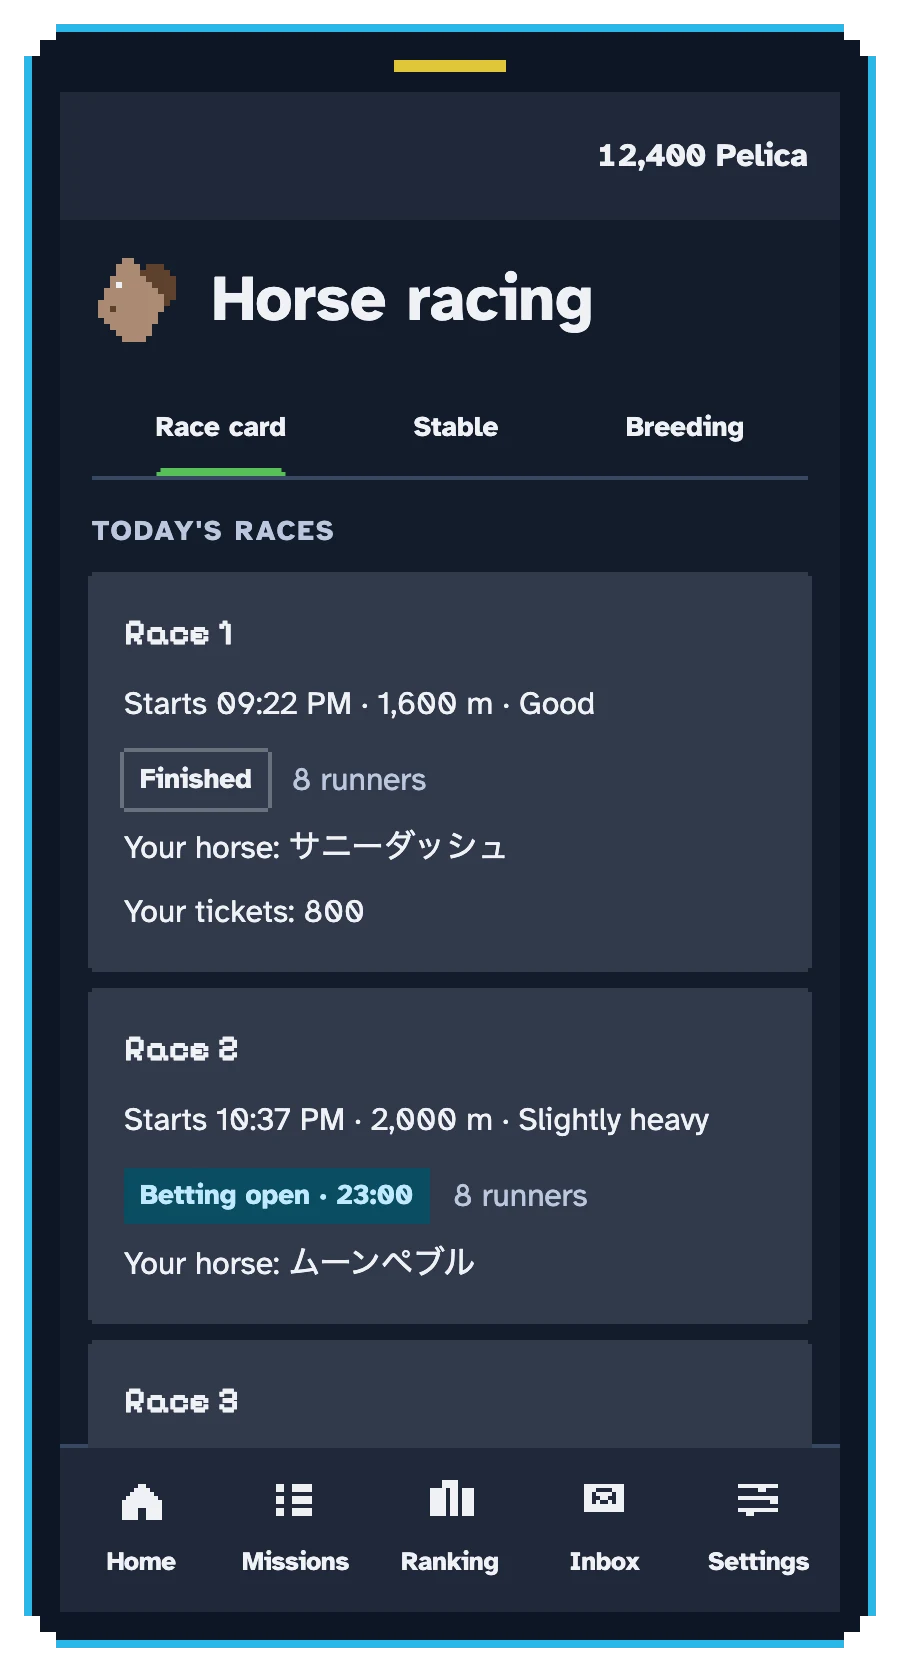 12,400 Pelica
Horse racing
Race card
Stable
Breeding
TODAY'S RACES
Race 1
Starts 09:22 PM · 1,600 m · Good
Finished 8 runners
Your horse: サニーダッシュ
Your tickets: 800
Race 2
Starts 10:37 PM · 2,000 m · Slightly heavy
Betting open · 23:00 8 runners
Your horse: ムーンペブル
Race 3
Home
Missions
Ranking
Inbox
Settings